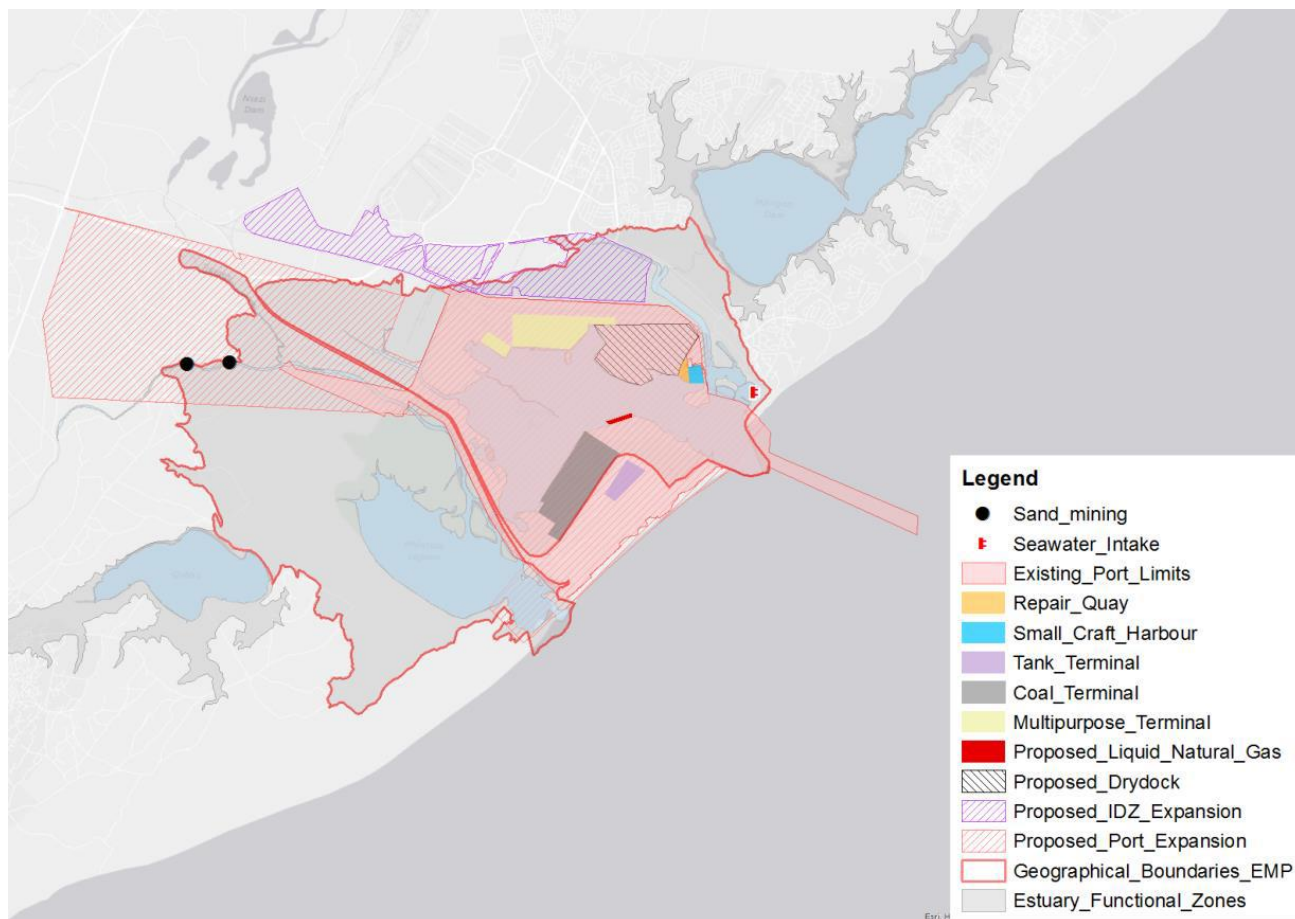 Legend
Sand_mining
Seawater_Intake
Existing_Port_Limits
Repair_Quay
Small_Craft_Harbour
Tank_Terminal
Coal_Terminal
Multipurpose_Terminal
Proposed_Liquid_Natural_Gas
Proposed_Drydock
Proposed_IDZ_Expansion
Proposed_Port_Expansion
Geographical_Boundaries_EMP
Estuary_Functional_Zones